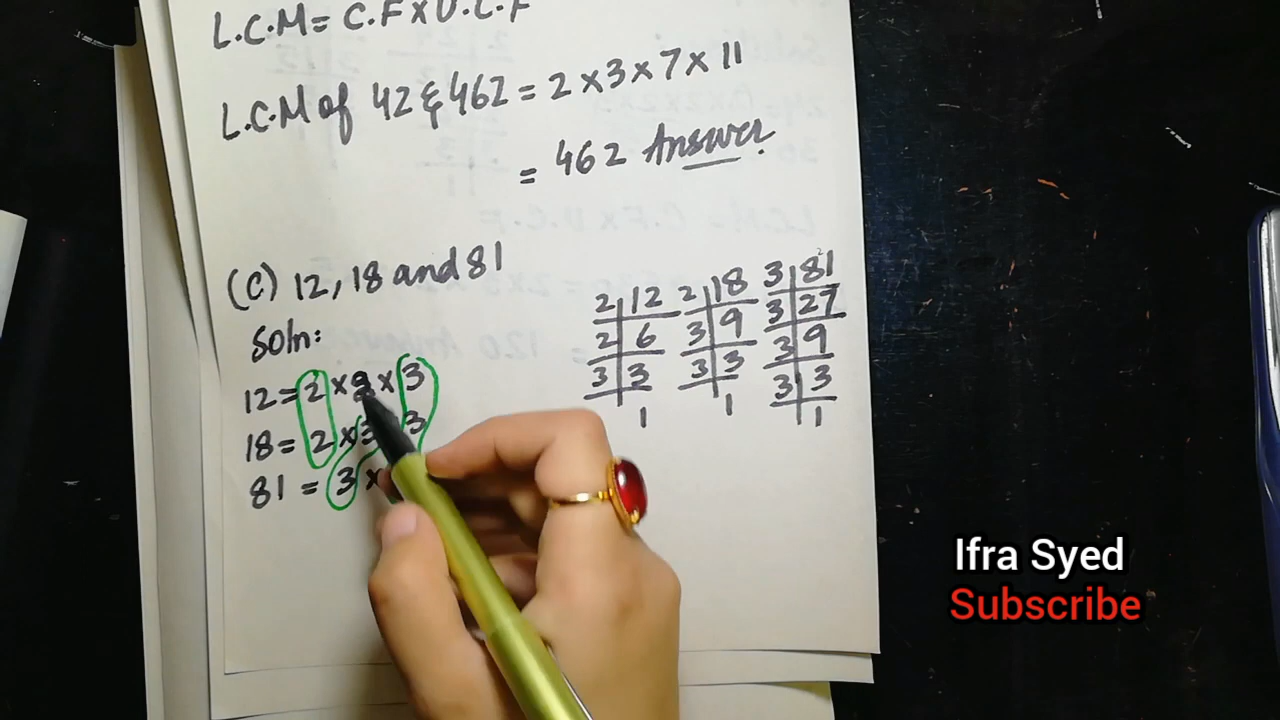 L.C.M = C.F x U.C.F
L.C.M of 42 & 462 = 2 x 3 x 7 x 11
= 462 Answer.
(C) 12, 18 and 81
Soln:
12 = 2 x 2 x 3
18 = 2 x 3 3
81 = 3 x
2 | 12
2 | 6
3 | 3
1
2 | 18
3 | 9
3 | 3
1
3 | 81
3 | 27
3 | 9
3 | 3
1
Ifra Syed
Subscribe